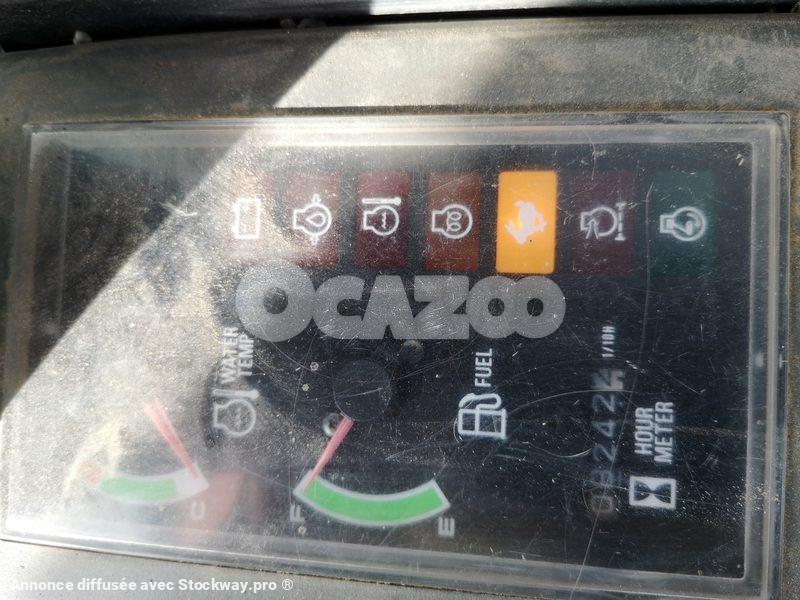 OCAZOO
WATER
TEMP
C
FUEL
F
E
1/10H
HOUR
METER
Annonce diffusée avec Stockway.pro ®